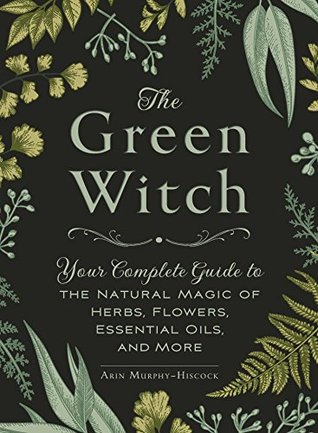 The
Green
Witch
Your Complete Guide to
THE NATURAL MAGIC OF
HERBS, FLOWERS,
ESSENTIAL OILS,
AND MORE
ARIN MURPHY-HISCOCK